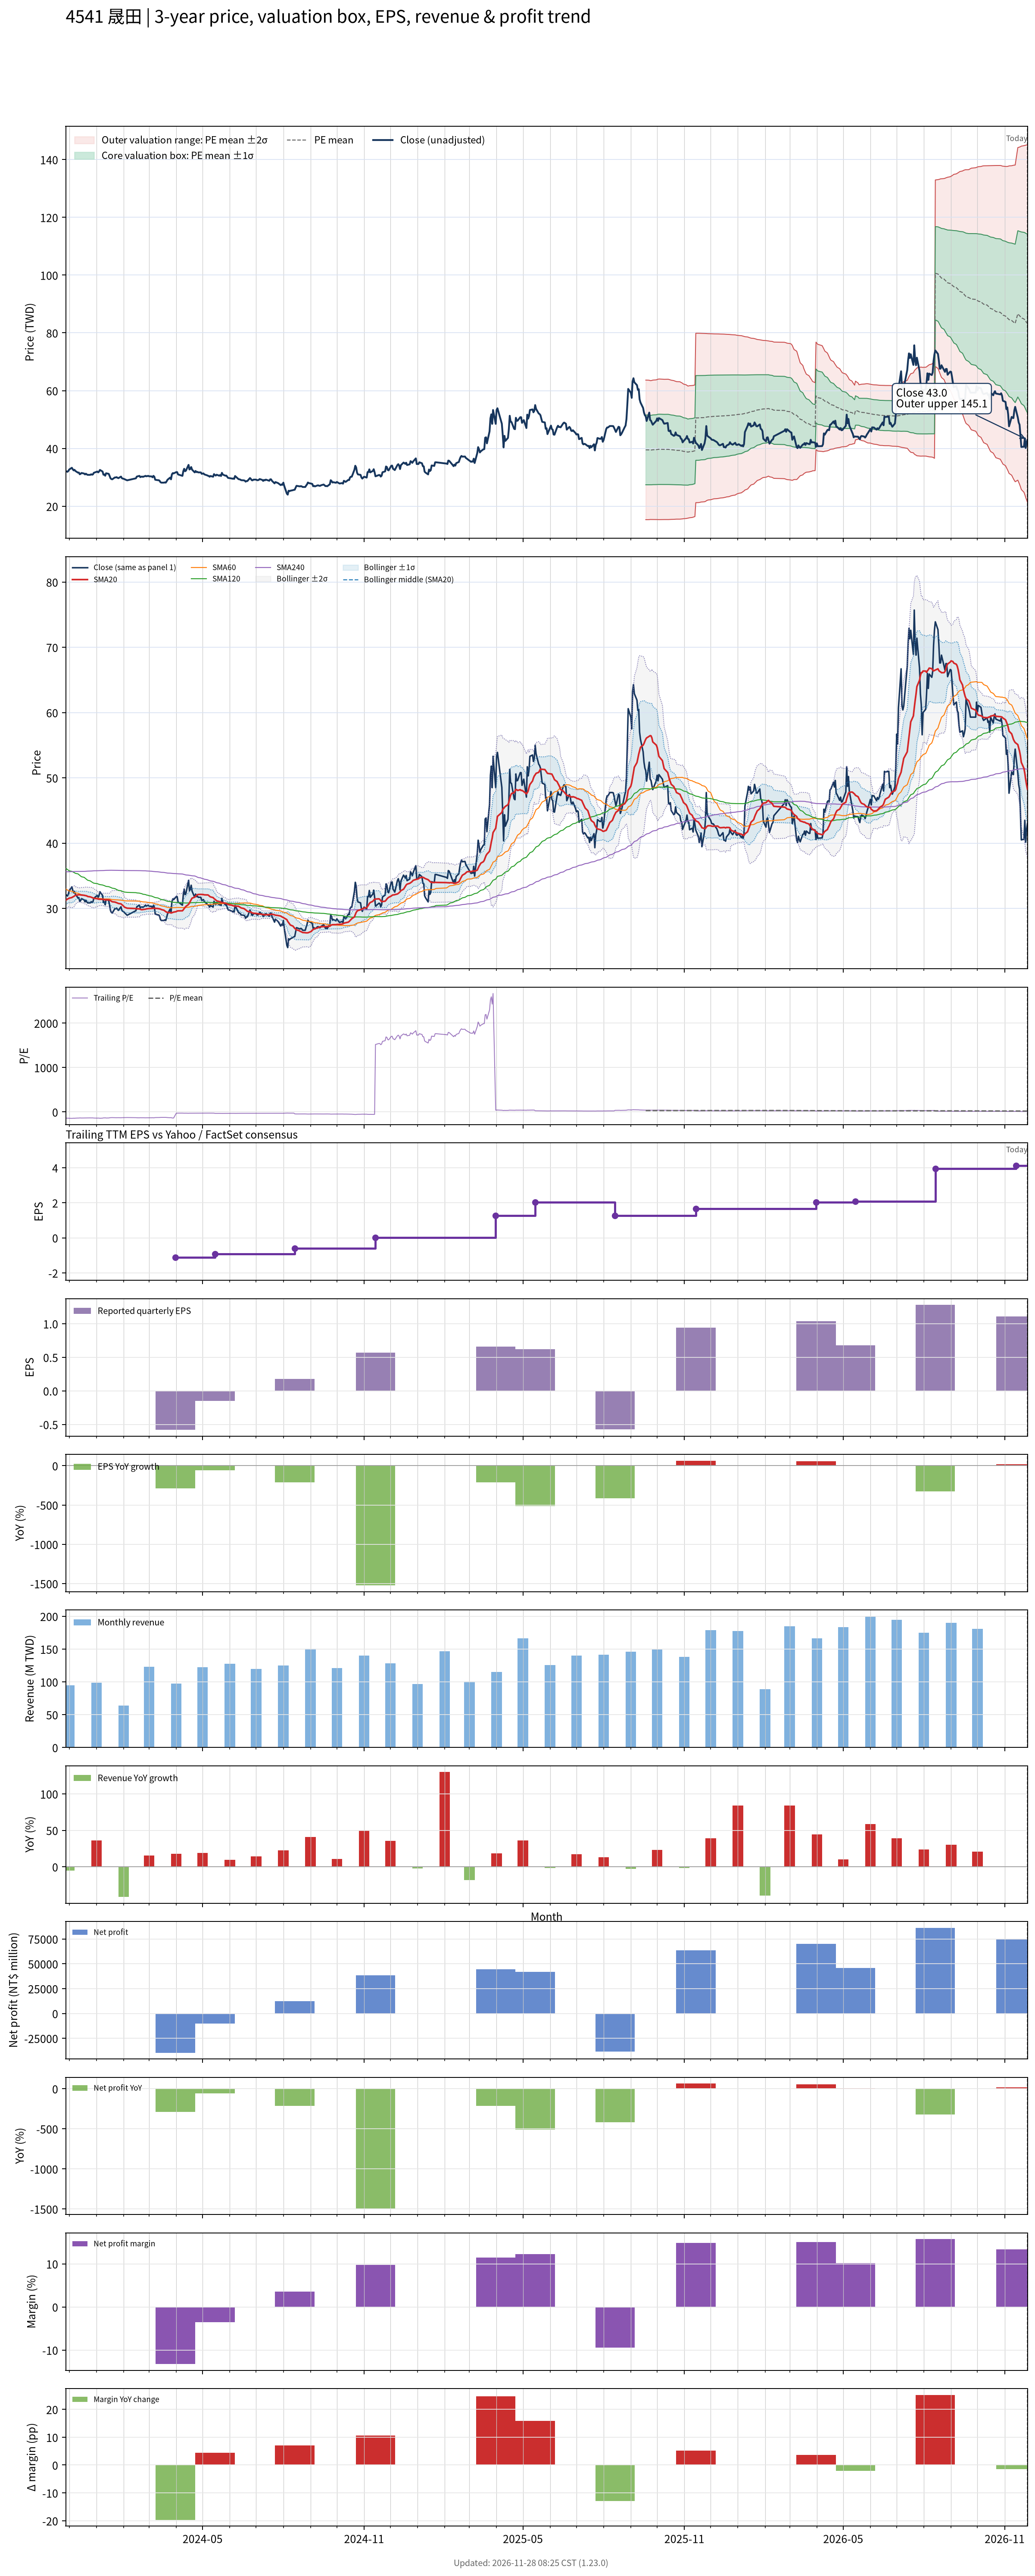 4541 晟田 | 3-year price, valuation box, EPS, revenue & profit trend
Outer valuation range: PE mean ±2σ
PE mean
Close (unadjusted)
Core valuation box: PE mean ±1σ
Today
140
120
100
80
60
40
20
Price (TWD)
Close 43.0
Outer upper 145.1
Close (same as panel 1)
SMA20
SMA60
SMA120
SMA240
Bollinger ±2σ
Bollinger ±1σ
Bollinger middle (SMA20)
80
70
60
50
40
30
Price
Trailing P/E
P/E mean
2000
1000
0
P/E
Trailing TTM EPS vs Yahoo / FactSet consensus
Today
4
2
0
-2
EPS
Reported quarterly EPS
1.0
0.5
0.0
-0.5
EPS
EPS YoY growth
0
-500
-1000
-1500
YoY (%)
Monthly revenue
200
150
100
50
0
Revenue (M TWD)
Revenue YoY growth
100
50
0
YoY (%)
Month
Net profit
75000
50000
25000
0
-25000
Net profit (NT$ million)
Net profit YoY
0
-500
-1000
-1500
YoY (%)
Net profit margin
10
0
-10
Margin (%)
Margin YoY change
20
10
0
-10
-20
Δ margin (pp)
2024-05
2024-11
2025-05
2025-11
2026-05
2026-11
Updated: 2026-11-28 08:25 CST (1.23.0)